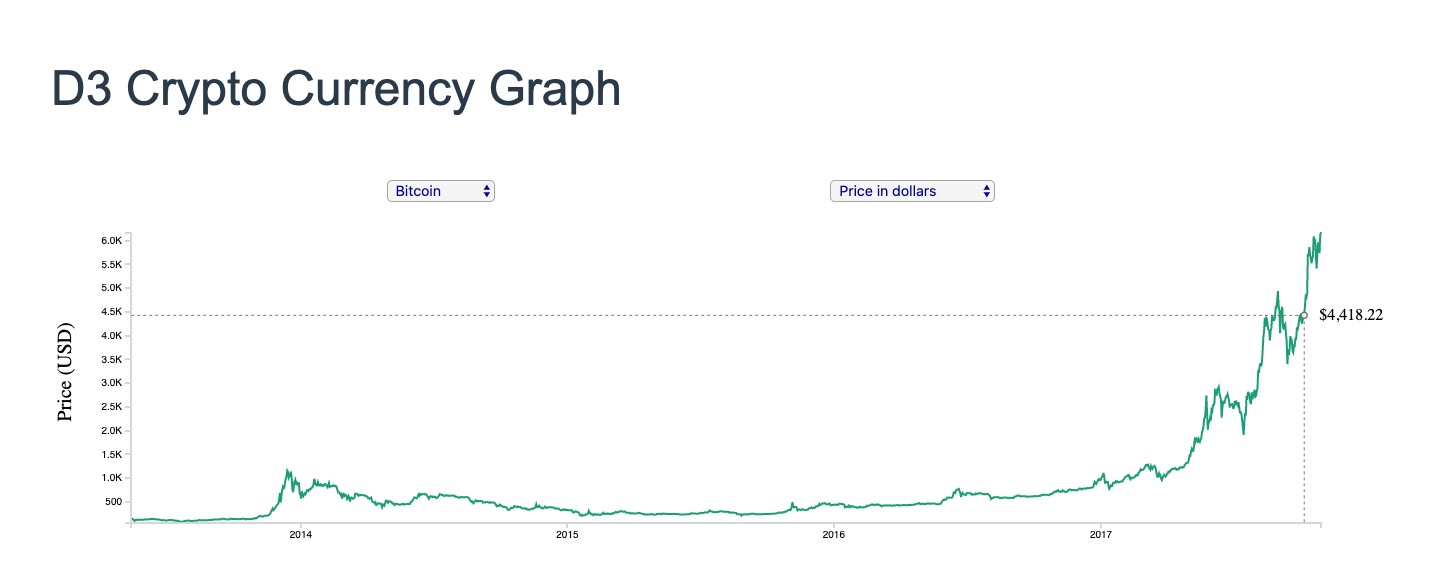 D3 Crypto Currency Graph
Bitcoin
Price in dollars
Price (USD)
6.0K
5.5K
5.0K
4.5K
4.0K
3.5K
3.0K
2.5K
2.0K
1.5K
1.0K
500
$4,418.22
2014
2015
2016
2017